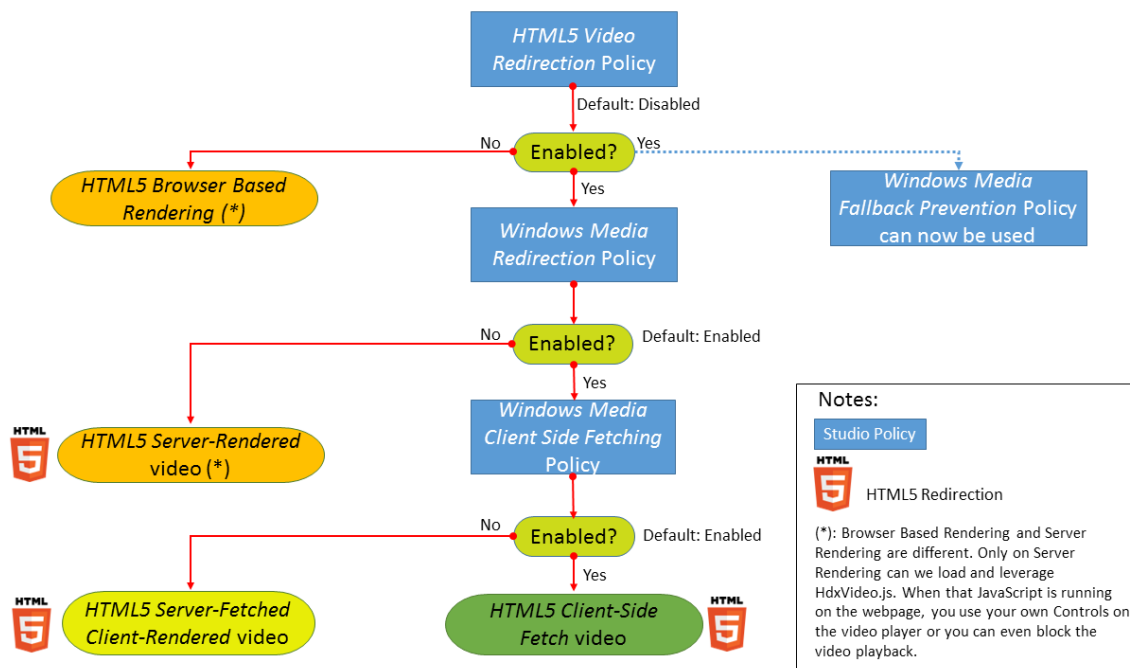 HTML5 Video
Redirection Policy
Default: Disabled
No
Enabled?
Yes
HTML5 Browser Based
Rendering (*)
Yes
Windows Media
Fallback Prevention Policy
can now be used
Windows Media
Redirection Policy
No
Enabled?
Default: Enabled
Yes
HTML
5
HTML5 Server-Rendered
video (*)
Windows Media
Client Side Fetching
Policy
No
Enabled?
Default: Enabled
Yes
HTML
5
HTML5 Server-Fetched
Client-Rendered video
HTML5 Client-Side
Fetch video
HTML
5
Notes:
Studio Policy
HTML
5
HTML5 Redirection
(*): Browser Based Rendering and Server
Rendering are different. Only on Server
Rendering can we load and leverage
HdxVideo.js. When that JavaScript is running
on the webpage, you use your own Controls on
the video player or you can even block the
video playback.